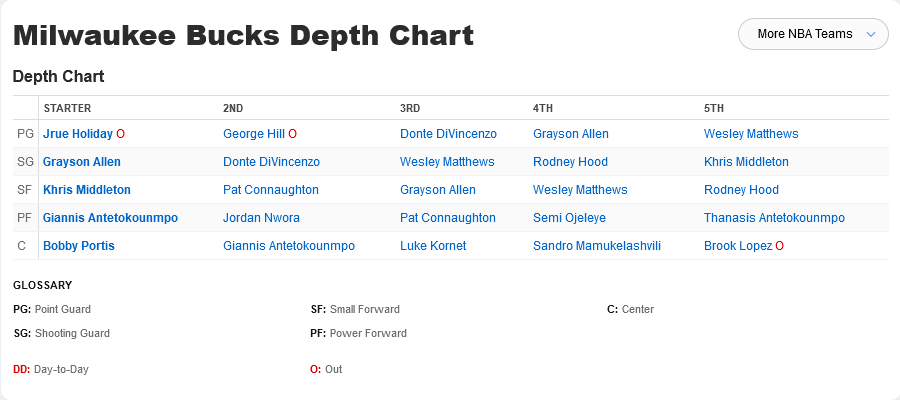 Milwaukee Bucks Depth Chart
More NBA Teams
Depth Chart
STARTER 2ND 3RD 4TH 5TH
PG Jrue Holiday O George Hill O Donte DiVincenzo Grayson Allen Wesley Matthews
SG Grayson Allen Donte DiVincenzo Wesley Matthews Rodney Hood Khris Middleton
SF Khris Middleton Pat Connaughton Grayson Allen Wesley Matthews Rodney Hood
PF Giannis Antetokounmpo Jordan Nwora Pat Connaughton Semi Ojeleye Thanasis Antetokounmpo
C Bobby Portis Giannis Antetokounmpo Luke Kornet Sandro Mamukelashvili Brook Lopez O
GLOSSARY
PG: Point Guard SF: Small Forward C: Center
SG: Shooting Guard PF: Power Forward
DD: Day-to-Day O: Out